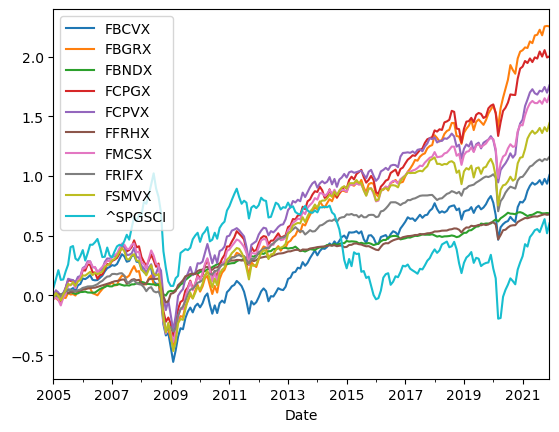 FBCVX
FBGRX
FBNDX
FCPGX
FCPVX
FFRHX
FMCSX
FRIFX
FSMVX
^SPGSCI
2.0
1.5
1.0
0.5
0.0
−0.5
2005 2007 2009 2011 2013 2015 2017 2019 2021
Date